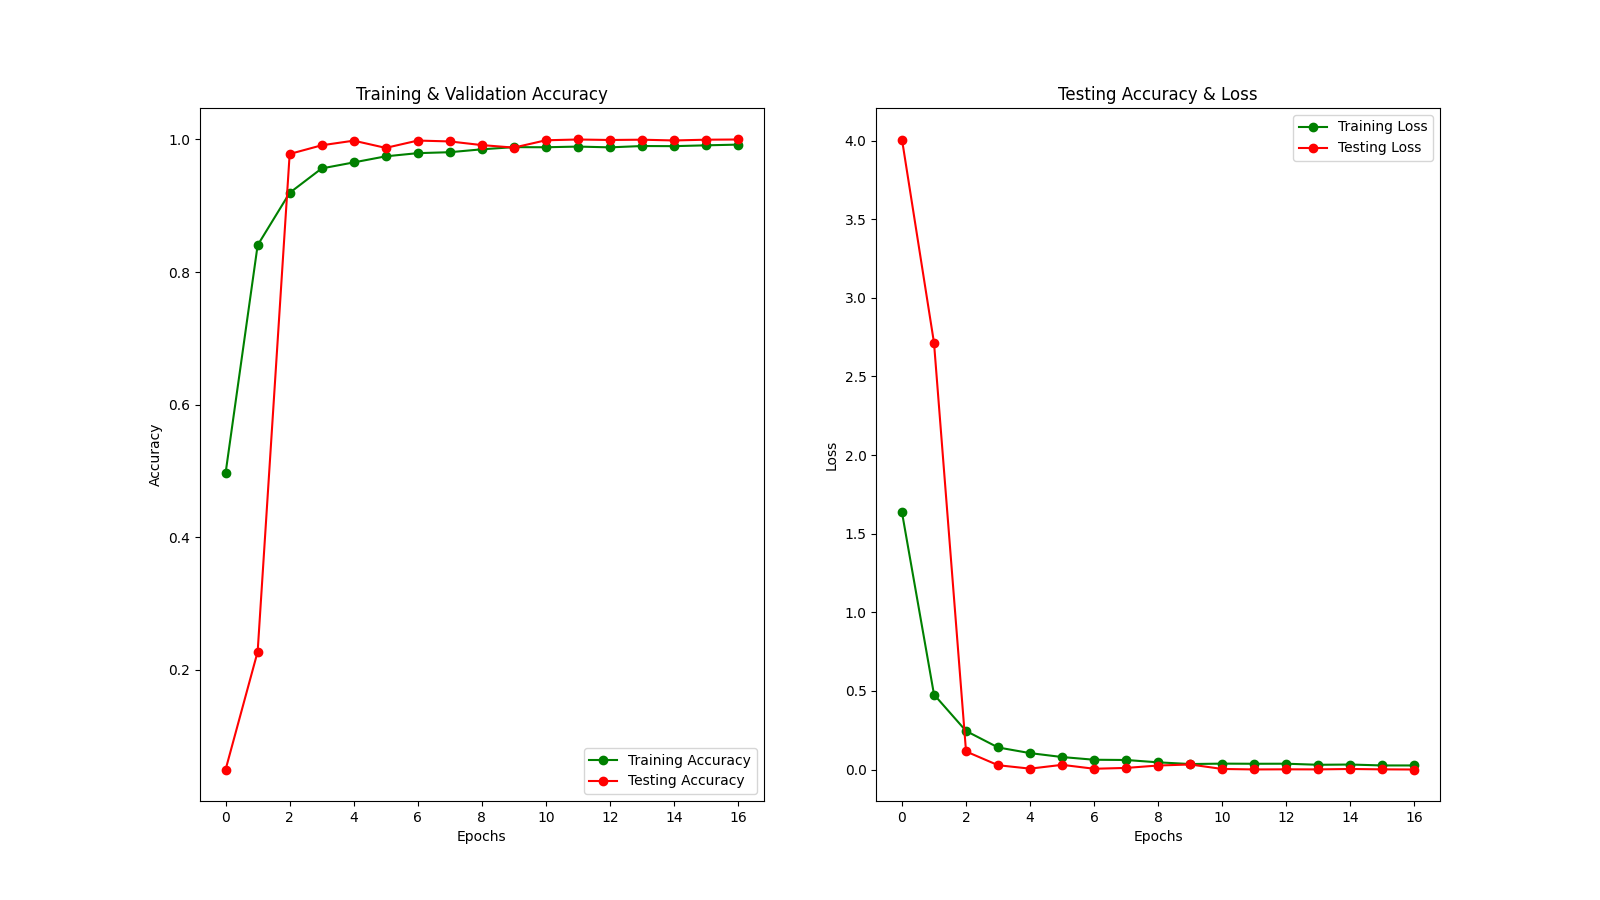 Training & Validation Accuracy
1.0
0.8
0.6
0.4
0.2
Accuracy
0 2 4 6 8 10 12 14 16
Epochs
Training Accuracy
Testing Accuracy
Testing Accuracy & Loss
4.0
3.5
3.0
2.5
2.0
1.5
1.0
0.5
0.0
Loss
0 2 4 6 8 10 12 14 16
Epochs
Training Loss
Testing Loss